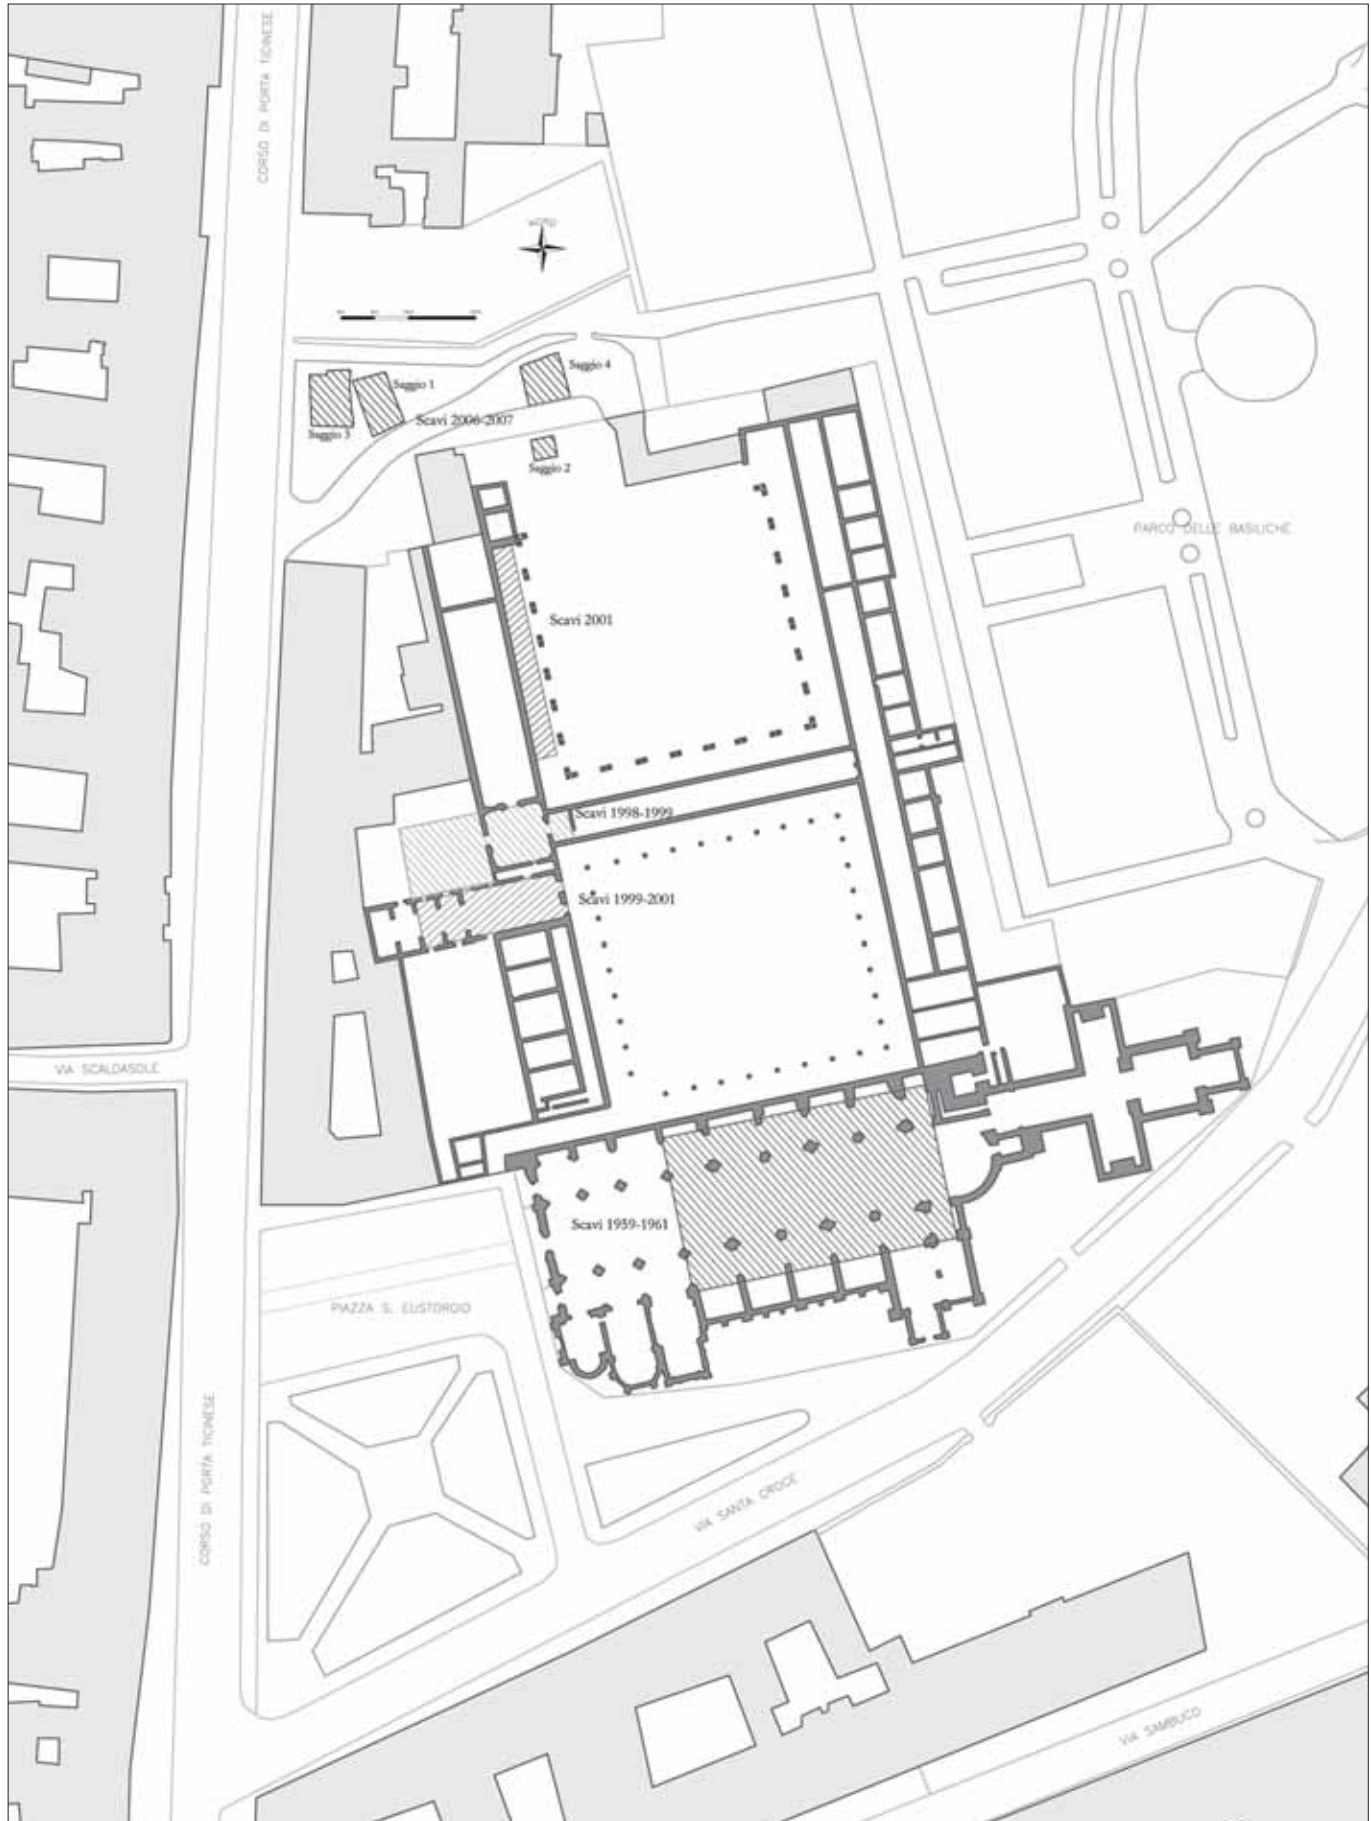 CORSO DI PORTA TICINESE
Saggio 4
Saggio 1
Scavi 2006-2007
Saggio 3
Saggio 2
PARCO DELLE BASILICHE
Scavi 2001
Scavi 1998-1999
Scavi 1999-2001
VIA SCALDASOLE
Scavi 1959-1961
PIAZZA S. EUSTORGIO
CORSO DI PORTA TICINESE
VIA SANTA CROCE
VIA SAMBUCO